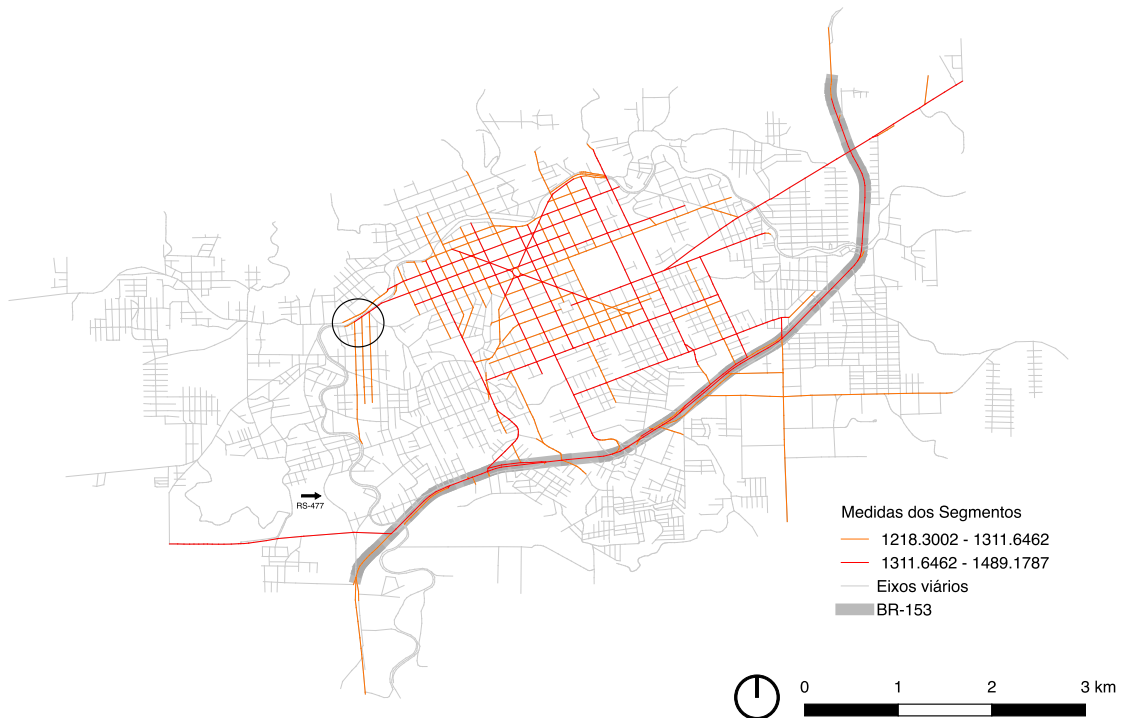 RS-477
Medidas dos Segmentos
1218.3002 - 1311.6462
1311.6462 - 1489.1787
Eixos viários
BR-153
0 1 2 3 km